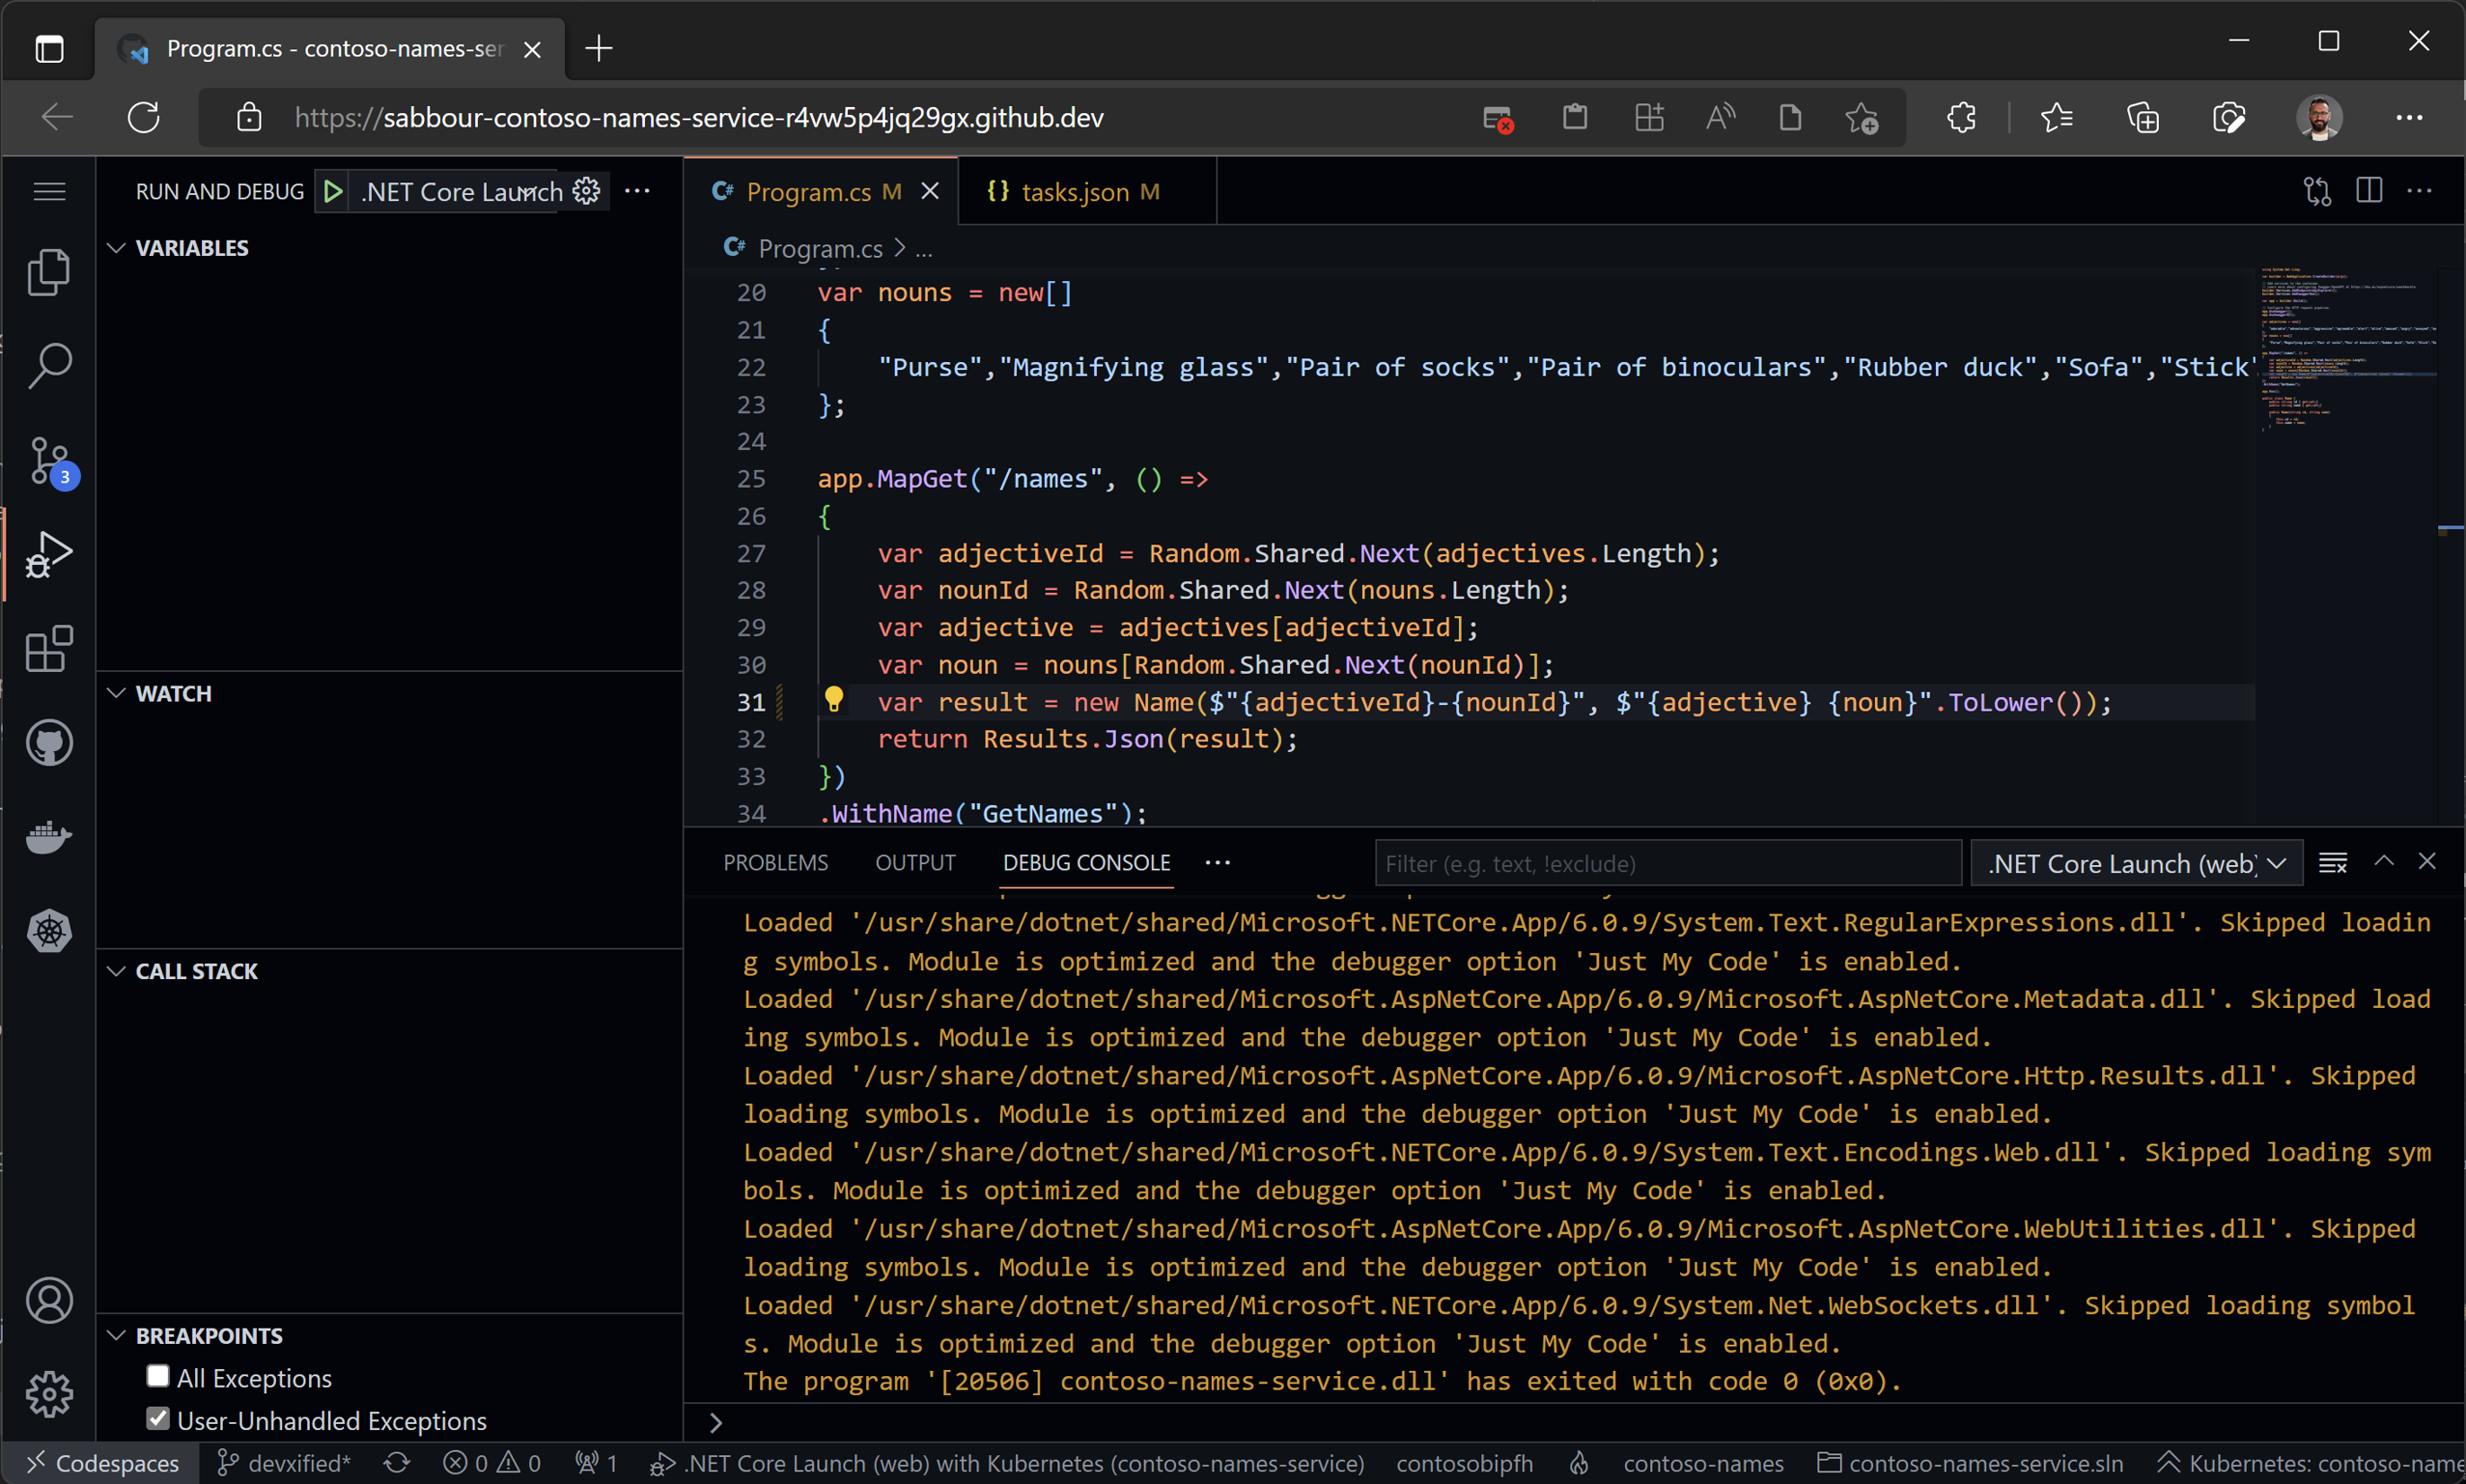 Program.cs - contoso-names-ser
https://sabbour-contoso-names-service-r4vw5p4jq29gx.github.dev
RUN AND DEBUG
.NET Core Launch
VARIABLES
3
WATCH
CALL STACK
BREAKPOINTS
All Exceptions
User-Unhandled Exceptions
C# Program.cs M
{} tasks.json M
C# Program.cs > ...
20 var nouns = new[]
21 {
22 "Purse","Magnifying glass","Pair of socks","Pair of binoculars","Rubber duck","Sofa","Stick"
23 };
24
25 app.MapGet("/names", () =>
26 {
27 var adjectiveId = Random.Shared.Next(adjectives.Length);
28 var nounId = Random.Shared.Next(nouns.Length);
29 var adjective = adjectives[adjectiveId];
30 var noun = nouns[Random.Shared.Next(nounId)];
31 var result = new Name($"{adjectiveId}-{nounId}", $"{adjective} {noun}".ToLower());
32 return Results.Json(result);
33 })
34 .WithName("GetNames");
PROBLEMS OUTPUT DEBUG CONSOLE
Filter (e.g. text, !exclude)
.NET Core Launch (web)
Loaded '/usr/share/dotnet/shared/Microsoft.NETCore.App/6.0.9/System.Text.RegularExpressions.dll'. Skipped loadin
g symbols. Module is optimized and the debugger option 'Just My Code' is enabled.
Loaded '/usr/share/dotnet/shared/Microsoft.AspNetCore.App/6.0.9/Microsoft.AspNetCore.Metadata.dll'. Skipped load
ing symbols. Module is optimized and the debugger option 'Just My Code' is enabled.
Loaded '/usr/share/dotnet/shared/Microsoft.AspNetCore.App/6.0.9/Microsoft.AspNetCore.Http.Results.dll'. Skipped
loading symbols. Module is optimized and the debugger option 'Just My Code' is enabled.
Loaded '/usr/share/dotnet/shared/Microsoft.NETCore.App/6.0.9/System.Text.Encodings.Web.dll'. Skipped loading sym
bols. Module is optimized and the debugger option 'Just My Code' is enabled.
Loaded '/usr/share/dotnet/shared/Microsoft.AspNetCore.App/6.0.9/Microsoft.AspNetCore.WebUtilities.dll'. Skipped
loading symbols. Module is optimized and the debugger option 'Just My Code' is enabled.
Loaded '/usr/share/dotnet/shared/Microsoft.NETCore.App/6.0.9/System.Net.WebSockets.dll'. Skipped loading symbol
s. Module is optimized and the debugger option 'Just My Code' is enabled.
The program '[20506] contoso-names-service.dll' has exited with code 0 (0x0).
>
Codespaces devxified* 0 0 1 .NET Core Launch (web) with Kubernetes (contoso-names-service) contosobipfh contoso-names contoso-names-service.sln Kubernetes: contoso-name